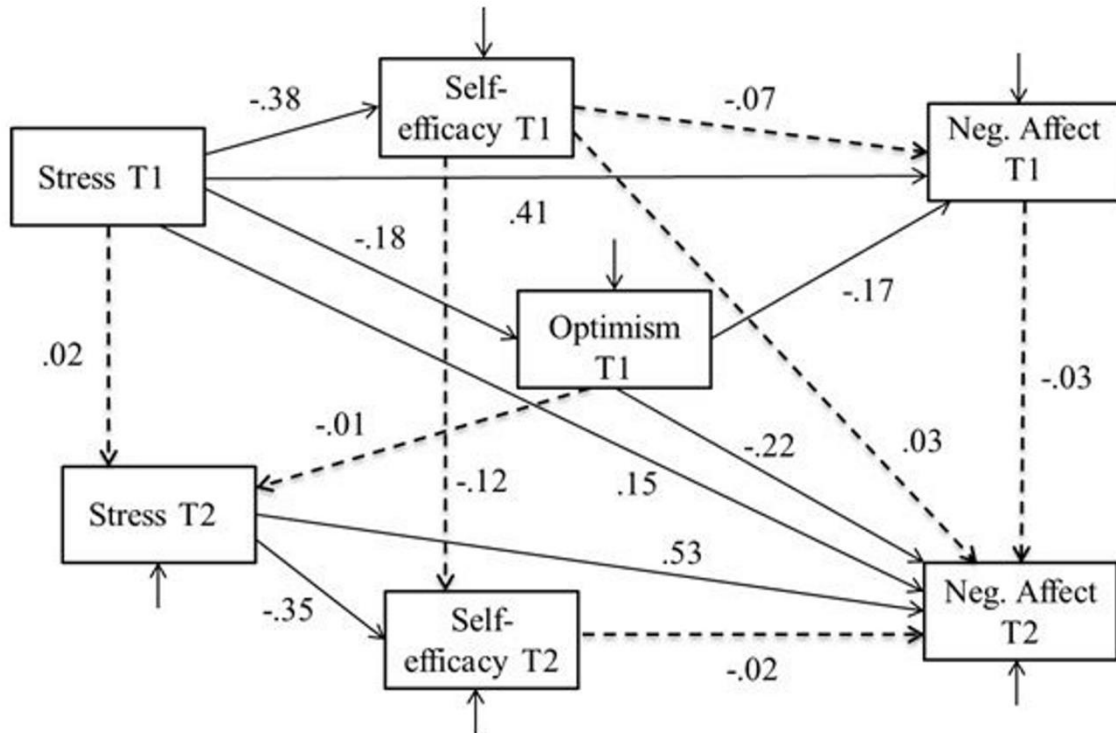 Self-
efficacy T1
-.38
-.07
Neg. Affect
T1
Stress T1
.41
-.18
Optimism
T1
-.17
.02
-.03
-.01
-.22
.03
-.12
.15
Stress T2
.53
Neg. Affect
T2
-.35
Self-
efficacy T2
-.02